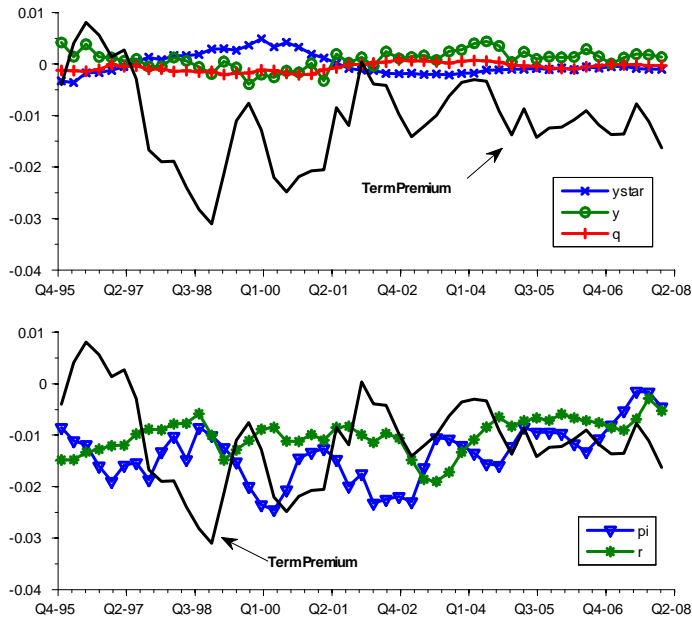 0.01
0
-0.01
-0.02
-0.03
-0.04
TermPremium
ystar
y
q
Q4-95 Q2-97 Q3-98 Q1-00 Q2-01 Q4-02 Q1-04 Q3-05 Q4-06 Q2-08
0.01
0
-0.01
-0.02
-0.03
-0.04
TermPremium
pi
r
Q4-95 Q2-97 Q3-98 Q1-00 Q2-01 Q4-02 Q1-04 Q3-05 Q4-06 Q2-08